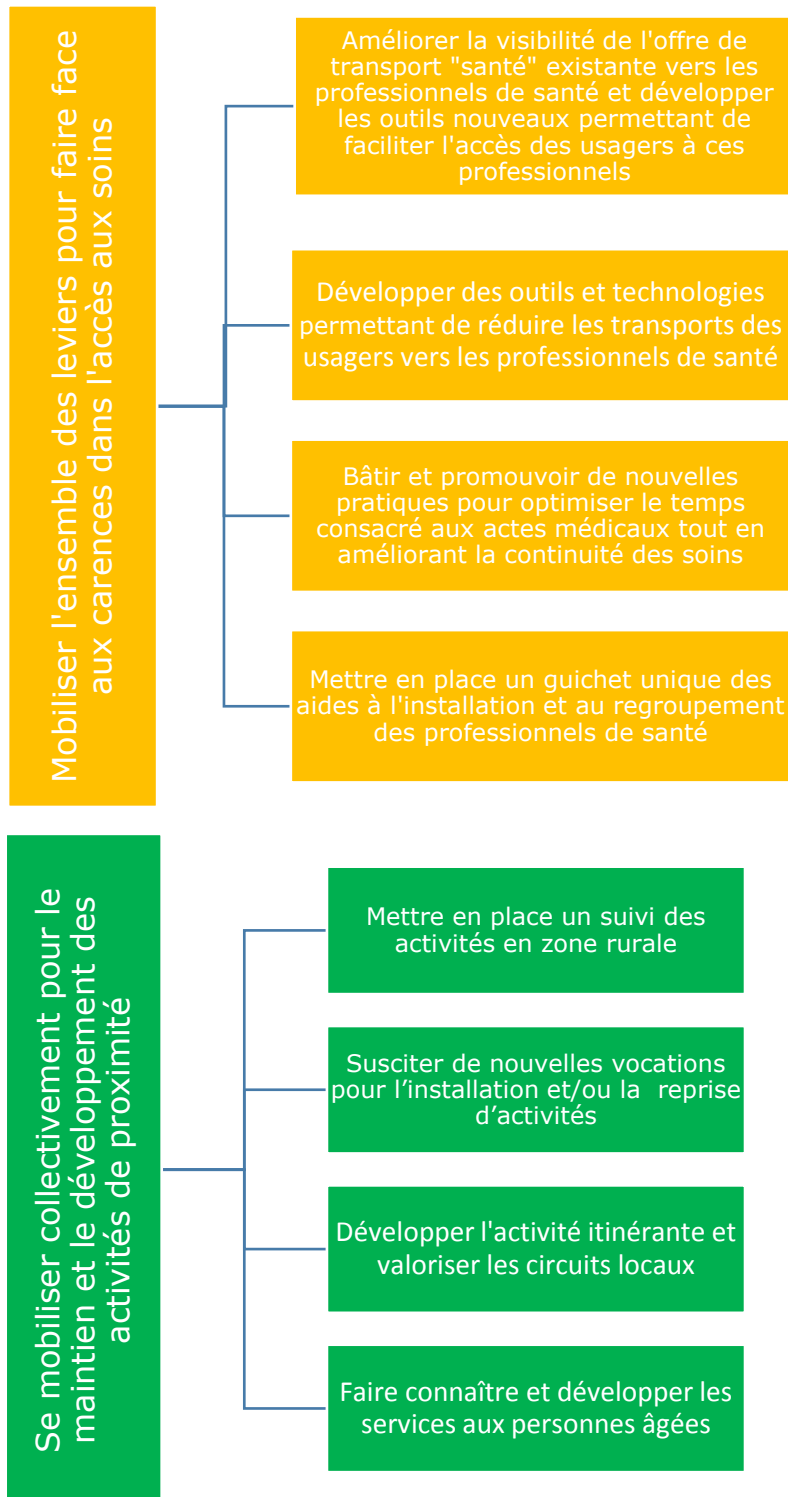 Mobiliser l'ensemble des leviers pour faire face
aux carences dans l'accès aux soins
Améliorer la visibilité de l'offre de
transport "santé" existante vers les
professionnels de santé et développer
les outils nouveaux permettant de
faciliter l'accès des usagers à ces
professionnels
Développer des outils et technologies
permettant de réduire les transports des
usagers vers les professionnels de santé
Bâtir et promouvoir de nouvelles
pratiques pour optimiser le temps
consacré aux actes médicaux tout en
améliorant la continuité des soins
Mettre en place un guichet unique des
aides à l'installation et au regroupement
des professionnels de santé
Se mobiliser collectivement pour le
maintien et le développement des
activités de proximité
Mettre en place un suivi des
activités en zone rurale
Susciter de nouvelles vocations
pour l’installation et/ou la  reprise
d’activités
Développer l'activité itinérante et
valoriser les circuits locaux
Faire connaître et développer les
services aux personnes âgées